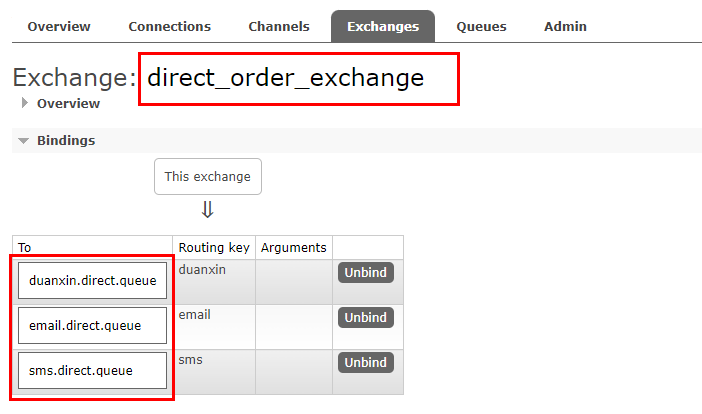 Overview Connections Channels Exchanges Queues Admin
Exchange: direct_order_exchange
Overview
Bindings
This exchange
⇓
To Routing key Arguments
duanxin.direct.queue duanxin Unbind
email.direct.queue email Unbind
sms.direct.queue sms Unbind